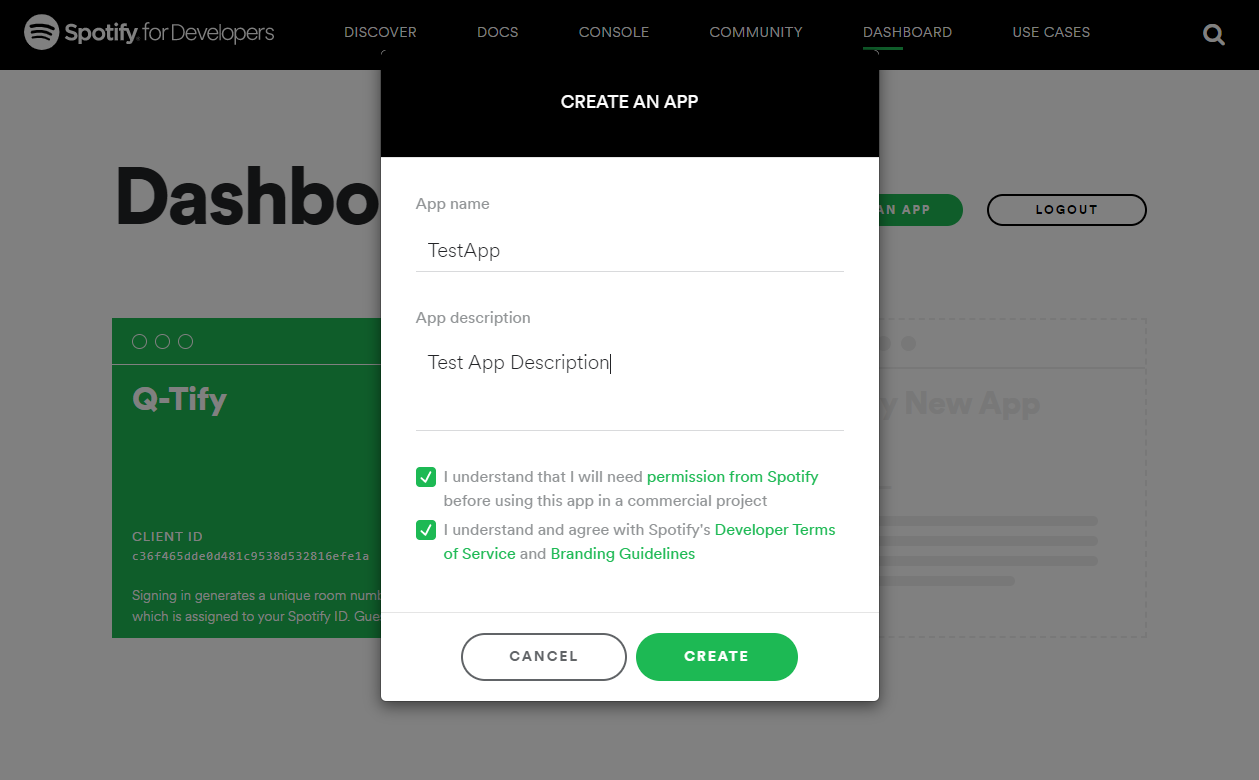 Spotify for Developers
DISCOVER
DOCS
CONSOLE
COMMUNITY
DASHBOARD
USE CASES
CREATE AN APP
Dashbo
AN APP
LOGOUT
App name
TestApp
App description
Test App Description
Q-Tify
y New App
CLIENT ID
c36f465dde0d481c9538d532816efe1a
Signing in generates a unique room numb
which is assigned to your Spotify ID. Gue
I understand that I will need permission from Spotify
before using this app in a commercial project
I understand and agree with Spotify's Developer Terms
of Service and Branding Guidelines
CANCEL
CREATE